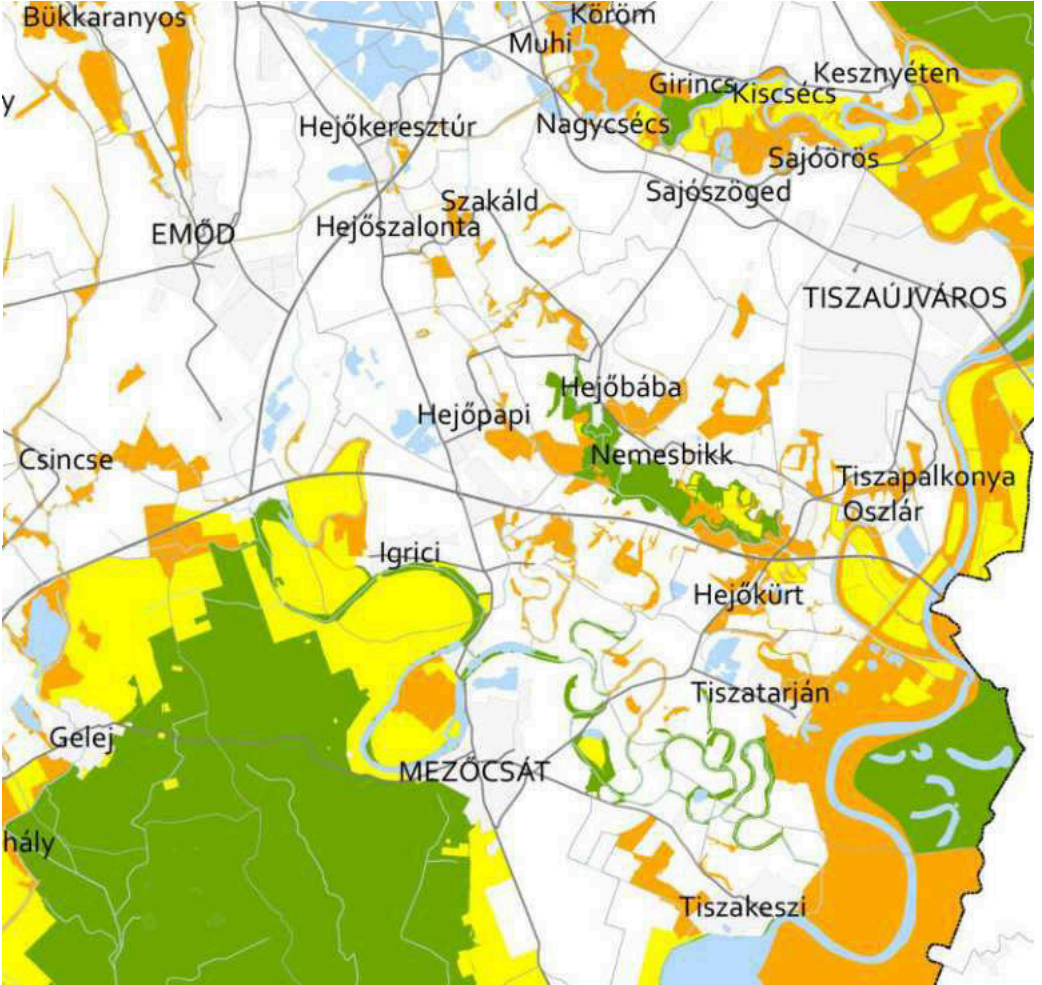 Bükkaranyos
Köröm
Muhi
Girincs
Kiscsécs
Kesznyéten
y
Hejőkeresztúr
Nagycsécs
Sajóörös
Sajószöged
Szakáld
Hejőszalonta
EMŐD
TISZAÚJVÁROS
Hejőbába
Hejőpapi
Csincse
Nemesbikk
Tiszapalkonya
Oszlár
Igrici
Hejőkürt
Tiszatarján
Gelej
MEZŐCSÁT
hály
Tiszakeszi